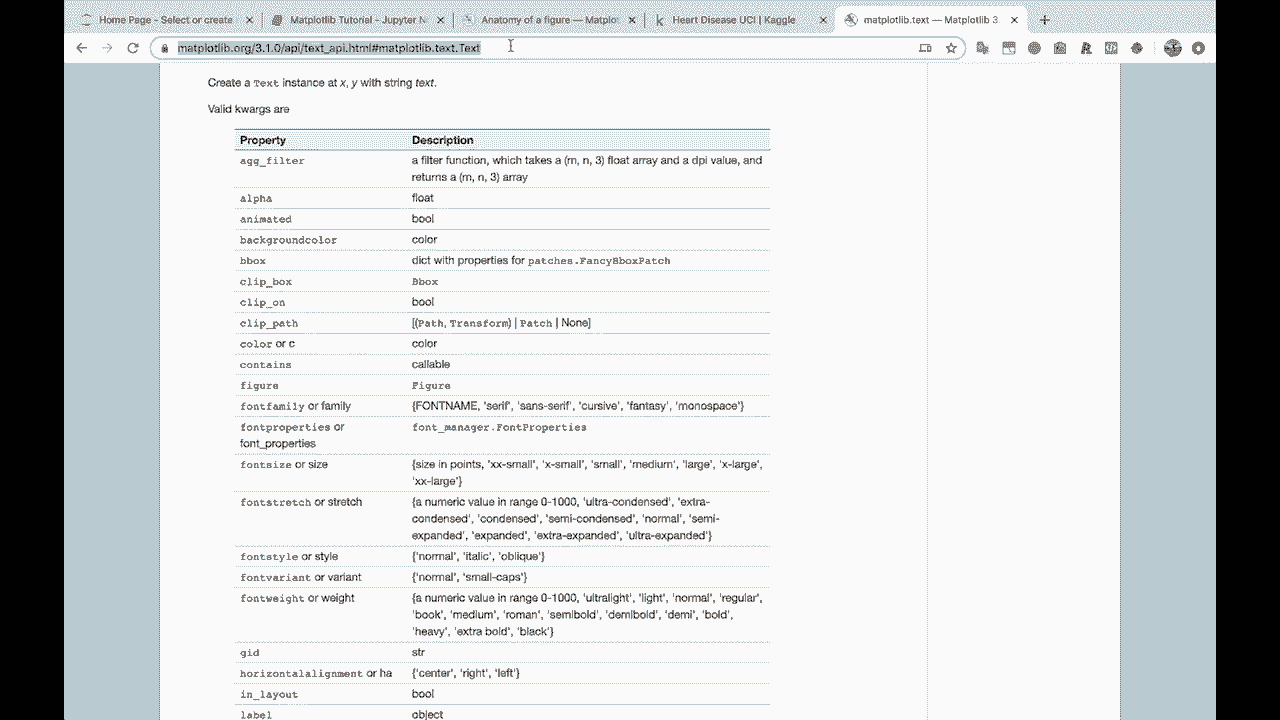 Home Page - Select or create
Matplotlib Tutorial - Jupyter N
Anatomy of a figure — Matplot
Heart Disease UCI | Kaggle
matplotlib.text — Matplotlib 3.
matplotlib.org/3.1.0/api/text_api.html#matplotlib.text.Text
Create a Text instance at x, y with string text.
Valid kwargs are
Property Description
agg_filter a filter function, which takes a (m, n, 3) float array and a dpi value, and
returns a (m, n, 3) array
alpha float
animated bool
backgroundcolor color
bbox dict with properties for patches.FancyBboxPatch
clip_box Bbox
clip_on bool
clip_path [(Path, Transform) | Patch | None]
color or c color
contains callable
figure Figure
fontfamily or family {FONTNAME, 'serif', 'sans-serif', 'cursive', 'fantasy', 'monospace'}
fontproperties or font_manager.FontProperties
font_properties
fontsize or size {size in points, 'xx-small', 'x-small', 'small', 'medium', 'large', 'x-large',
'xx-large'}
fontstretch or stretch {a numeric value in range 0-1000, 'ultra-condensed', 'extra-
condensed', 'condensed', 'semi-condensed', 'normal', 'semi-
expanded', 'expanded', 'extra-expanded', 'ultra-expanded'}
fontstyle or style {'normal', 'italic', 'oblique'}
fontvariant or variant {'normal', 'small-caps'}
fontweight or weight {a numeric value in range 0-1000, 'ultralight', 'light', 'normal', 'regular',
'book', 'medium', 'roman', 'semibold', 'demibold', 'demi', 'bold',
'heavy', 'extra bold', 'black'}
gid str
horizontalalignment or ha {'center', 'right', 'left'}
in_layout bool
label object